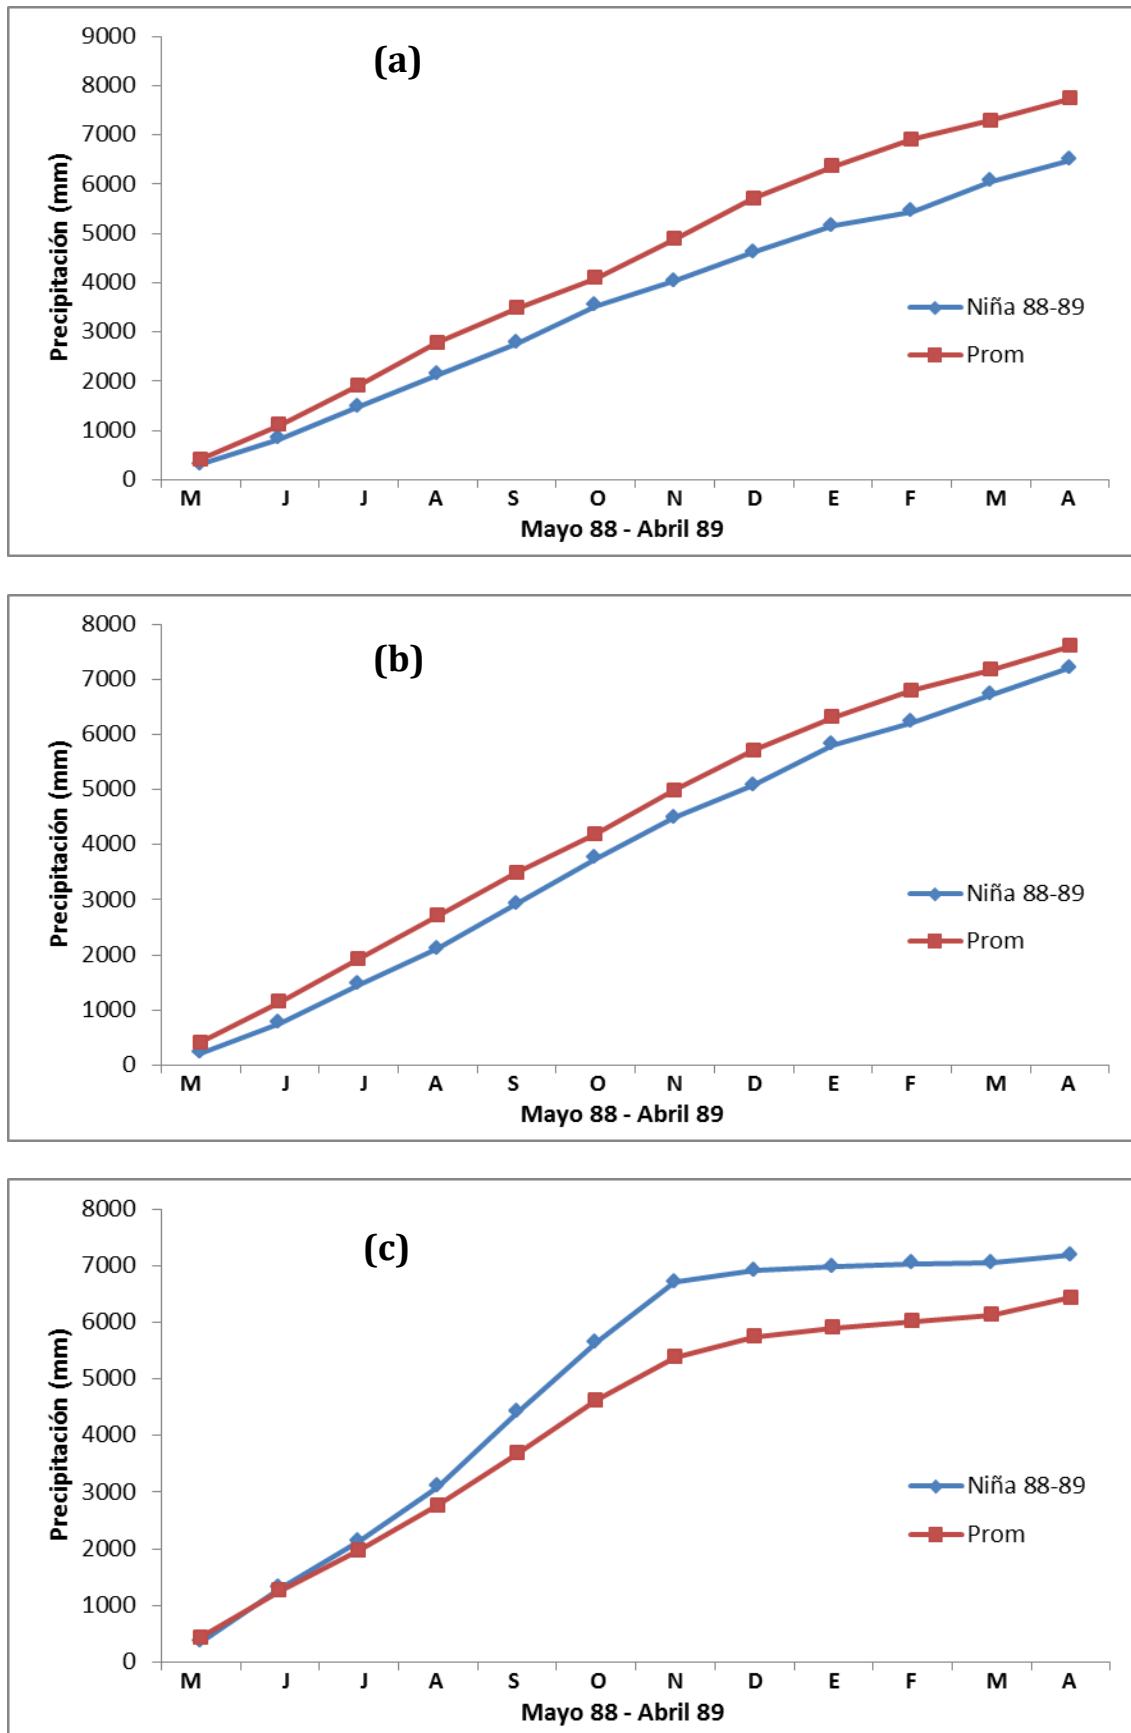 (a)
Precipitación (mm)
9000
8000
7000
6000
5000
4000
3000
2000
1000
0
M J J A S O N D E F M A
Mayo 88 - Abril 89
Niña 88-89
Prom
(b)
Precipitación (mm)
8000
7000
6000
5000
4000
3000
2000
1000
0
M J J A S O N D E F M A
Mayo 88 - Abril 89
Niña 88-89
Prom
(c)
Precipitación (mm)
8000
7000
6000
5000
4000
3000
2000
1000
0
M J J A S O N D E F M A
Mayo 88 - Abril 89
Niña 88-89
Prom